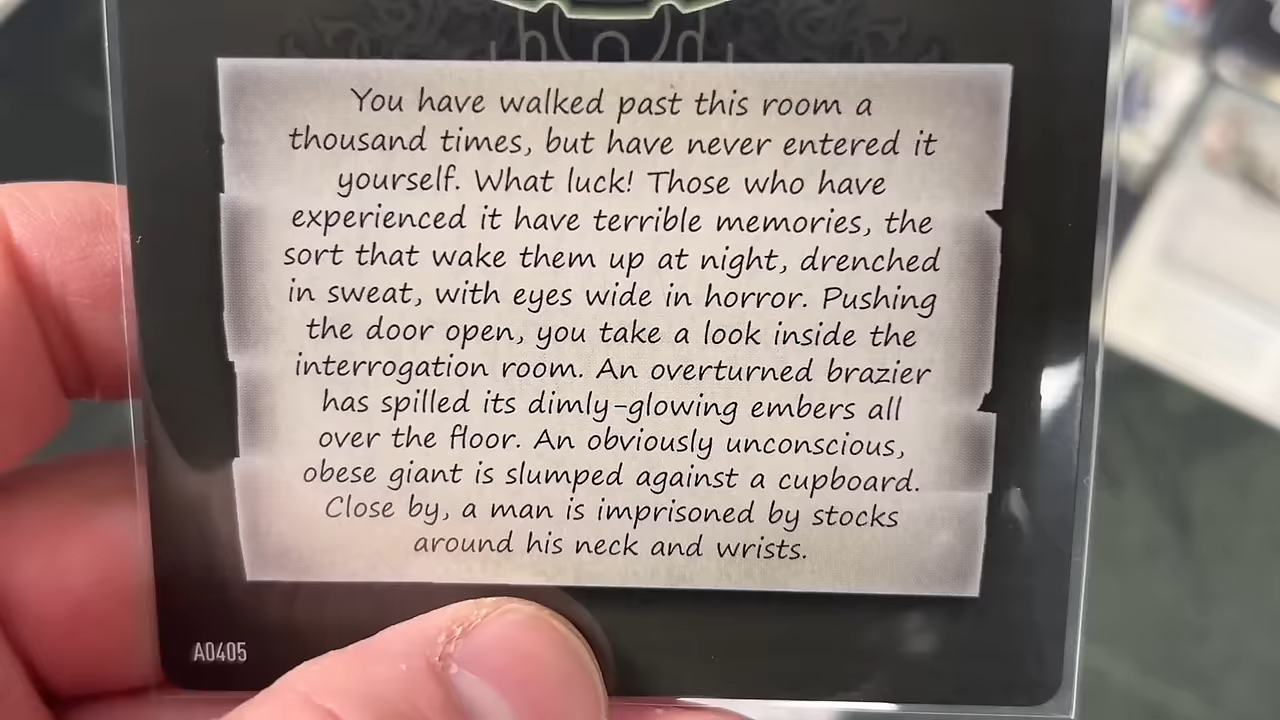 You have walked past this room a
thousand times, but have never entered it
yourself. What luck! Those who have
experienced it have terrible memories, the
sort that wake them up at night, drenched
in sweat, with eyes wide in horror. Pushing
the door open, you take a look inside the
interrogation room. An overturned brazier
has spilled its dimly-glowing embers all
over the floor. An obviously unconscious,
obese giant is slumped against a cupboard.
Close by, a man is imprisoned by stocks
around his neck and wrists.
A0405